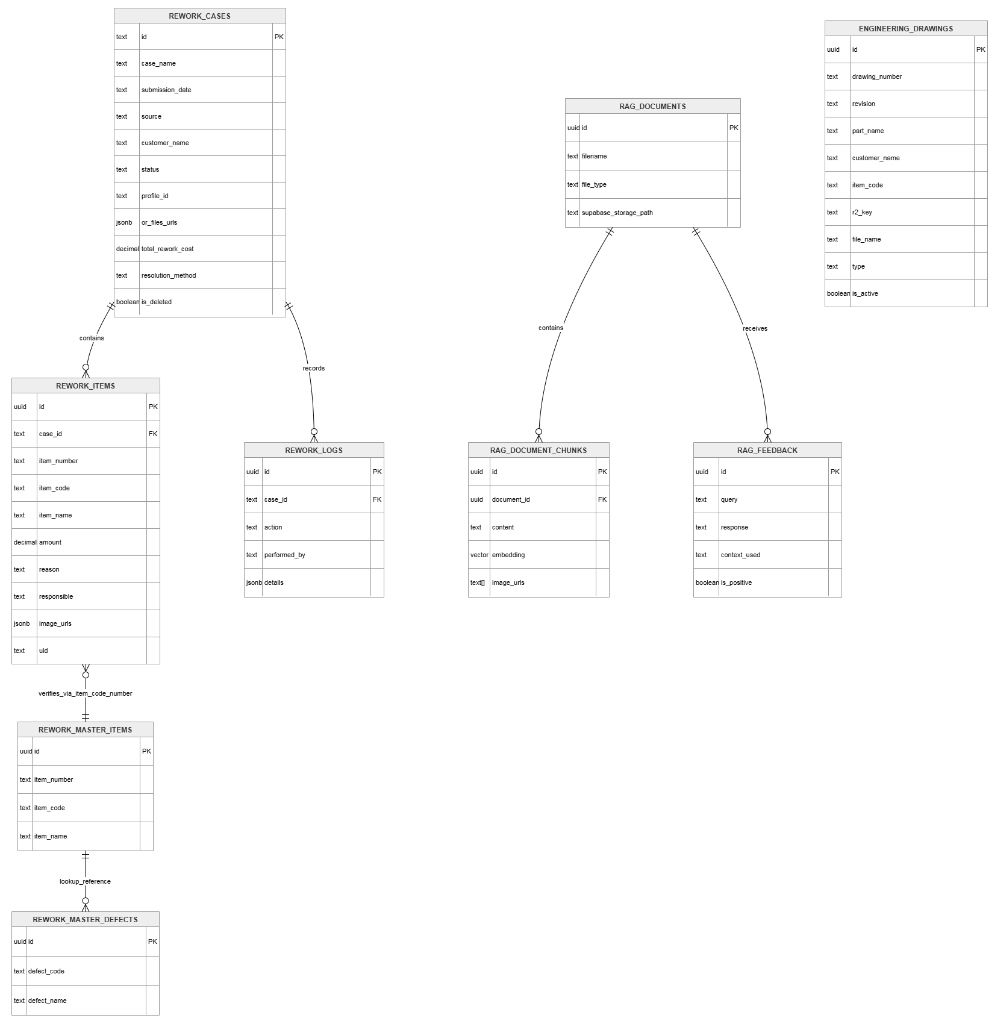 REWORK_CASES
text id PK
text case_name
text submission_date
text source
text customer_name
text status
text profile_id
jsonb or_files_urls
decimal total_rework_cost
text resolution_method
boolean is_deleted
contains
records
REWORK_ITEMS
uuid id PK
text case_id FK
text item_number
text item_code
text item_name
decimal amount
text reason
text responsible
jsonb image_urls
text uid
verifies_via_item_code_number
REWORK_MASTER_ITEMS
uuid id PK
text item_number
text item_code
text item_name
lookup_reference
REWORK_MASTER_DEFECTS
uuid id PK
text defect_code
text defect_name
REWORK_LOGS
uuid id PK
text case_id FK
text action
text performed_by
jsonb details
RAG_DOCUMENTS
uuid id PK
text filename
text file_type
text supabase_storage_path
contains
receives
RAG_DOCUMENT_CHUNKS
uuid id PK
uuid document_id FK
text content
vector embedding
text[] image_urls
RAG_FEEDBACK
uuid id PK
text query
text response
text context_used
boolean is_positive
ENGINEERING_DRAWINGS
uuid id PK
text drawing_number
text revision
text part_name
text customer_name
text item_code
text r2_key
text file_name
text type
boolean is_active